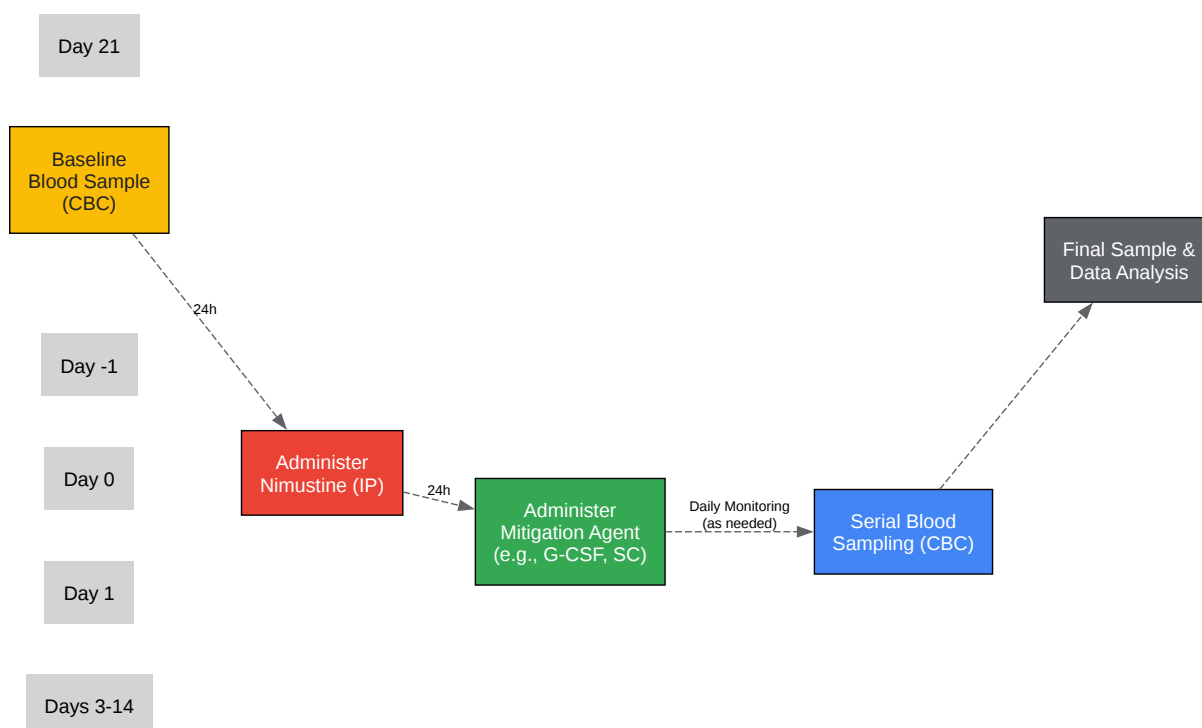 Day 21
Baseline
Blood Sample
(CBC)
Final Sample &
Data Analysis
24h
Day -1
Administer
Nimustine (IP)
Day 0
24h
Administer
Mitigation Agent
(e.g., G-CSF, SC)
Daily Monitoring
(as needed)
Serial Blood
Sampling (CBC)
Day 1
Days 3-14